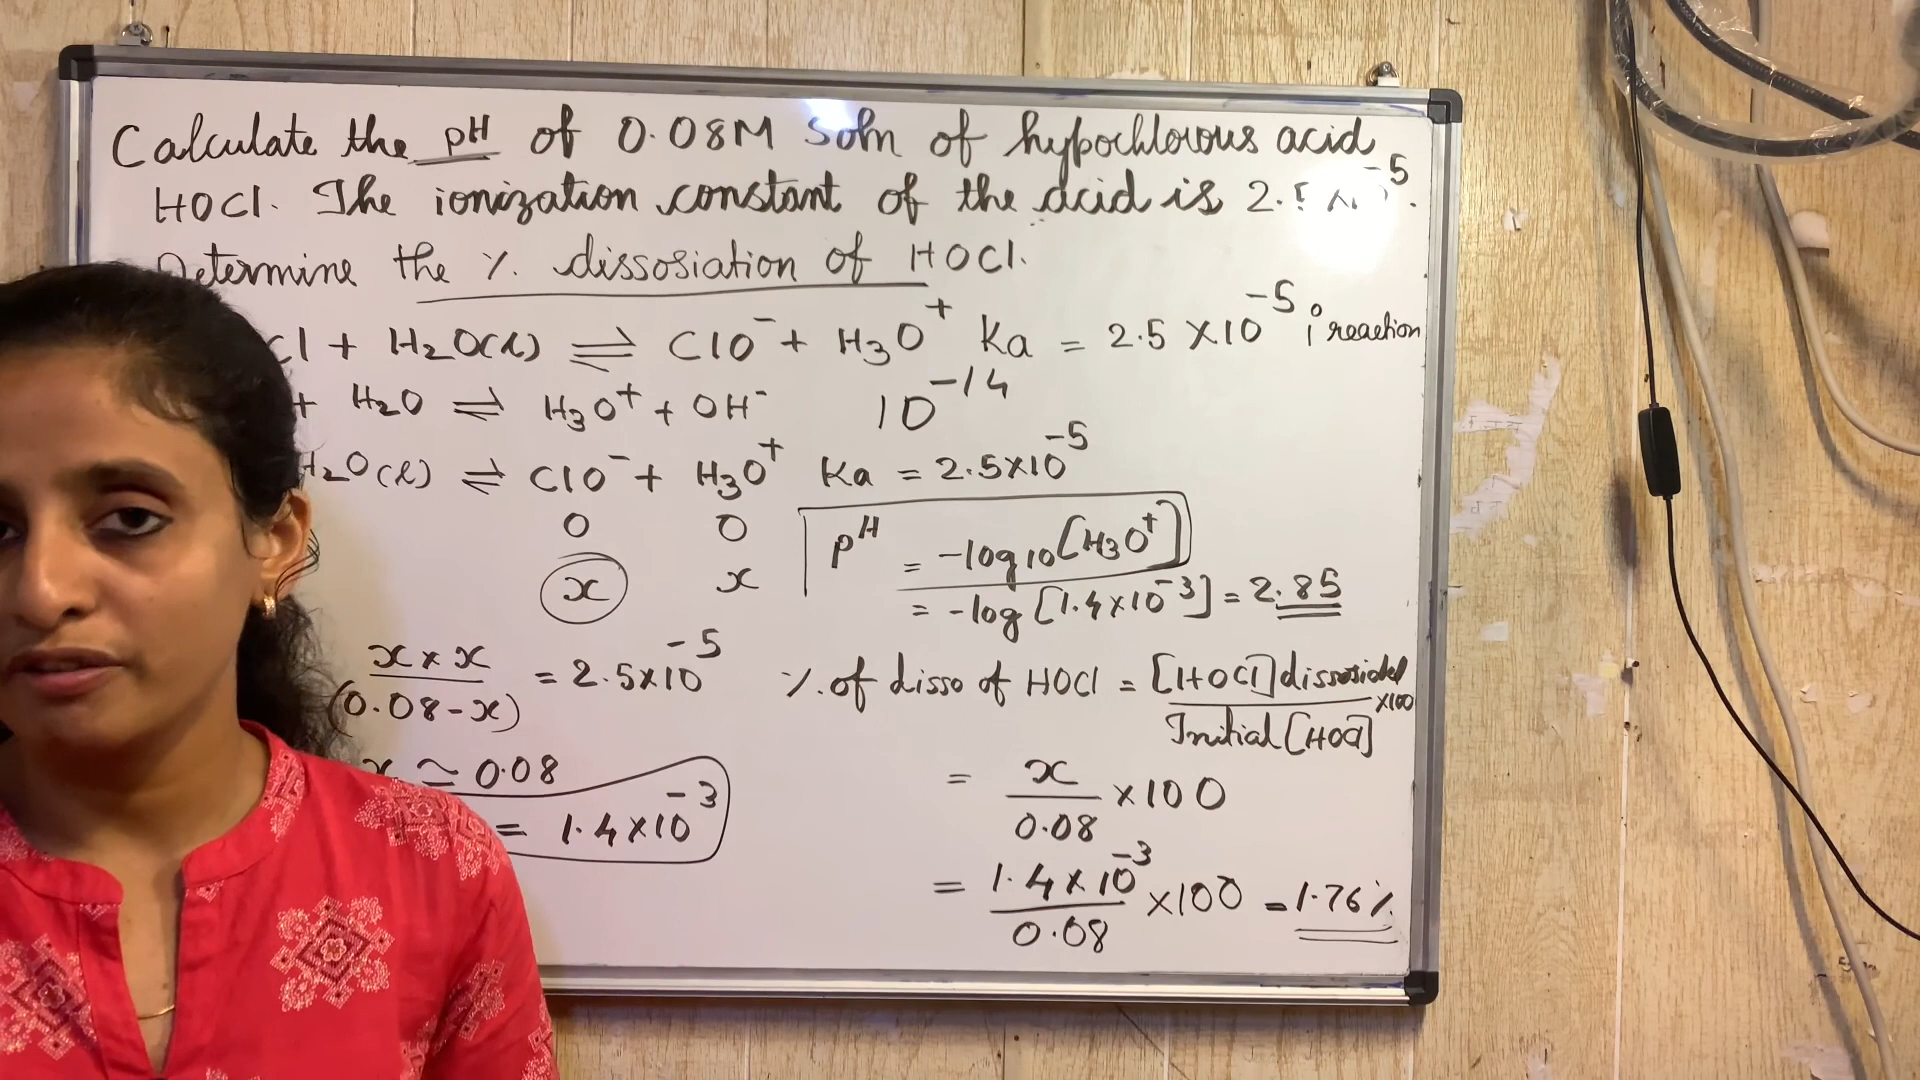 Calculate the pH of 0.08M soln of hypochlorous acid
HOCl. The ionization constant of the acid is 2.5 -5.
Determine the % dissosiation of HOCl.
Cl + H2O(l) ⇌ ClO- + H3O+ Ka = 2.5 ×10^-5 i reaction
+ H2O ⇌ H3O+ + OH- 10^-14
H2O(l) ⇌ ClO- + H3O+ Ka = 2.5×10^-5
0 0
x x
pH = -log10[H3O+]
= -log[1.4×10^-3] = 2.85
x × x / (0.08-x) = 2.5×10^-5
x ≃ 0.08
= 1.4×10^-3
% of disso of HOCl = [HOCl] / Initial [HOCl] ×100
= x / 0.08 ×100
= 1.4×10^-3 / 0.08 ×100 = 1.76%